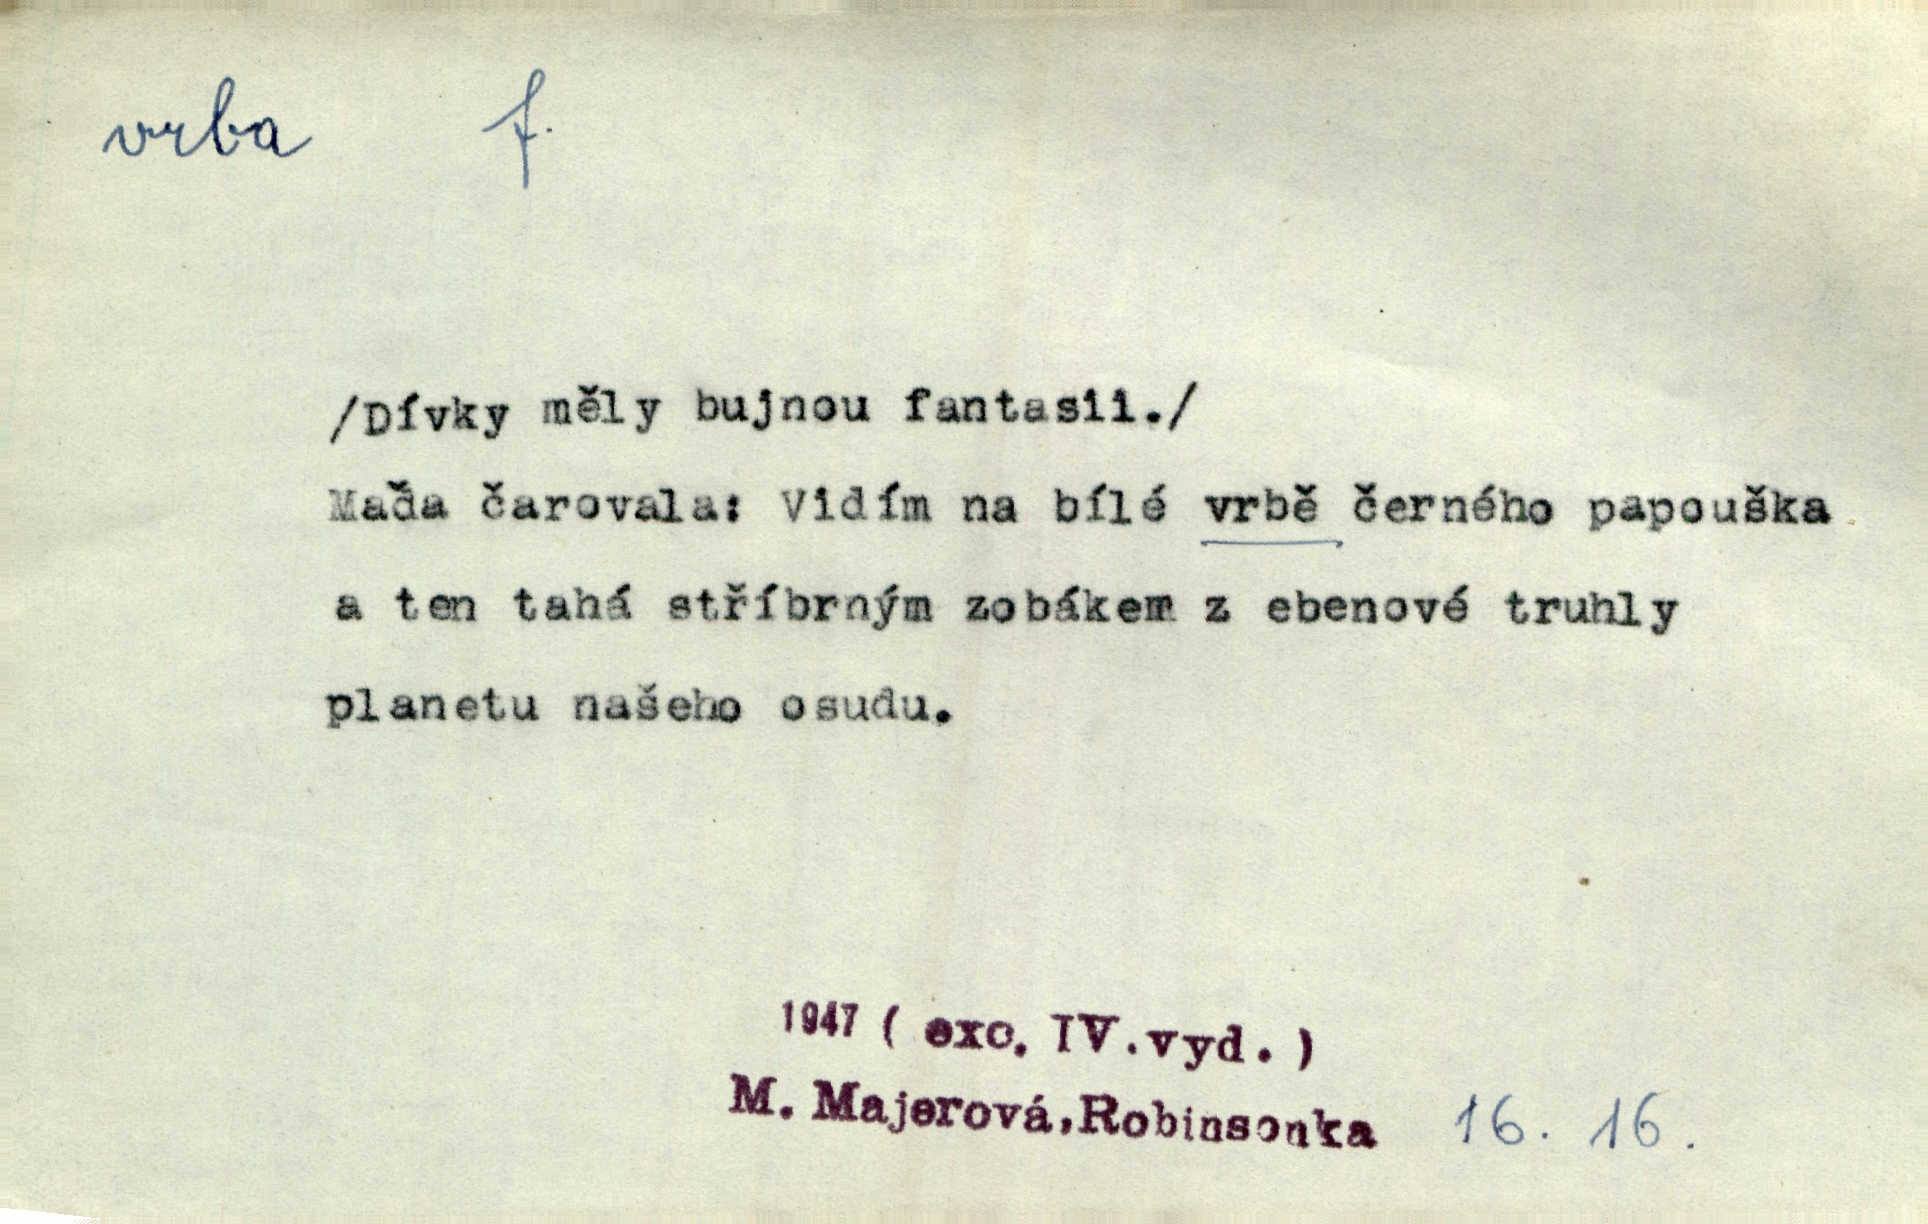 vrba f.
/Dívky měly bujnou fantasii./
Maďa čarovala: Vidím na bílé vrbě černého papouška
a ten tahá stříbrným zobákem z ebenové truhly
planetu našeho osudu.
1947 ( exc. IV.vyd. )
M. Majerová,Robinsonka 16. 16.